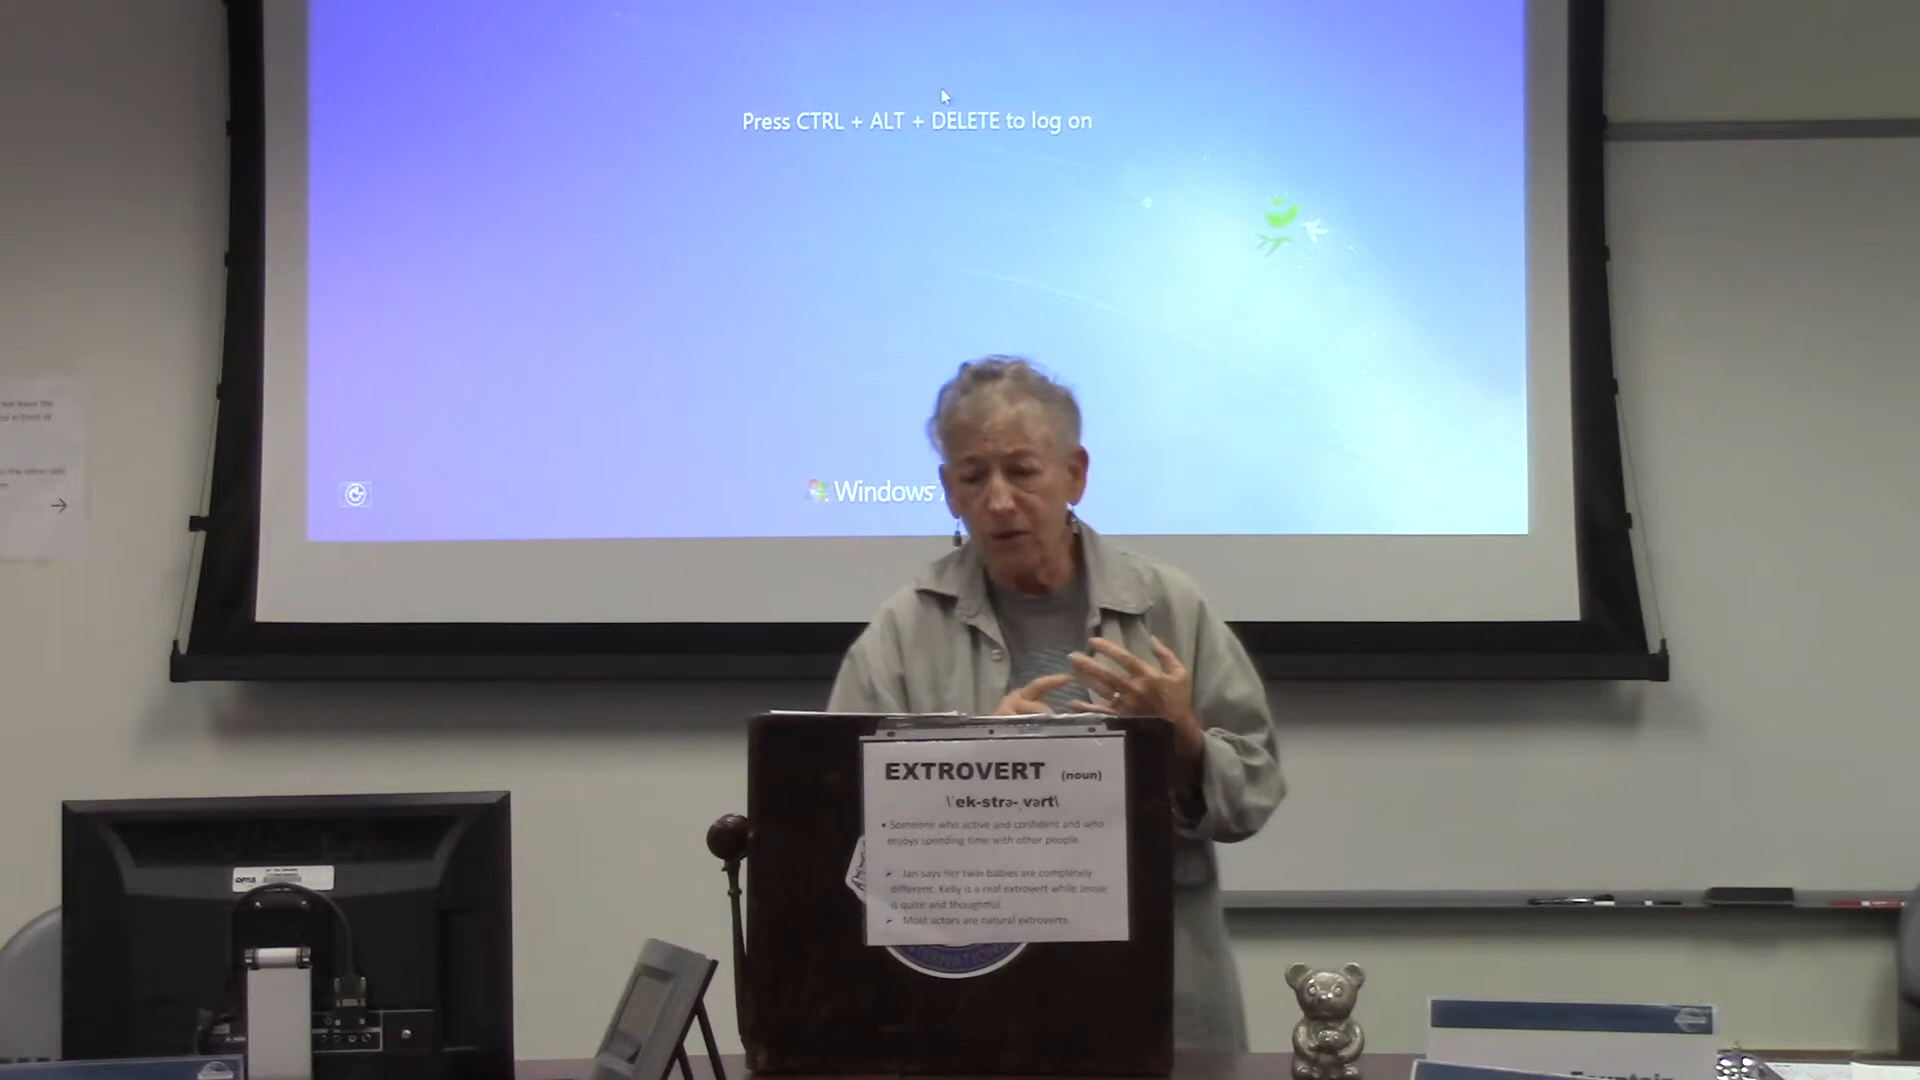 Press CTRL + ALT + DELETE to log on
Windows 7
EXTROVERT (noun)
\ˈek-strə-ˌvərt\
• Someone who active and confident and who
enjoys spending time with other people
➤ Jan says her twin babies are completely
different. Kelly is a real extrovert while Jessie
is quite and thoughtful.
➤ Most actors are natural extroverts.